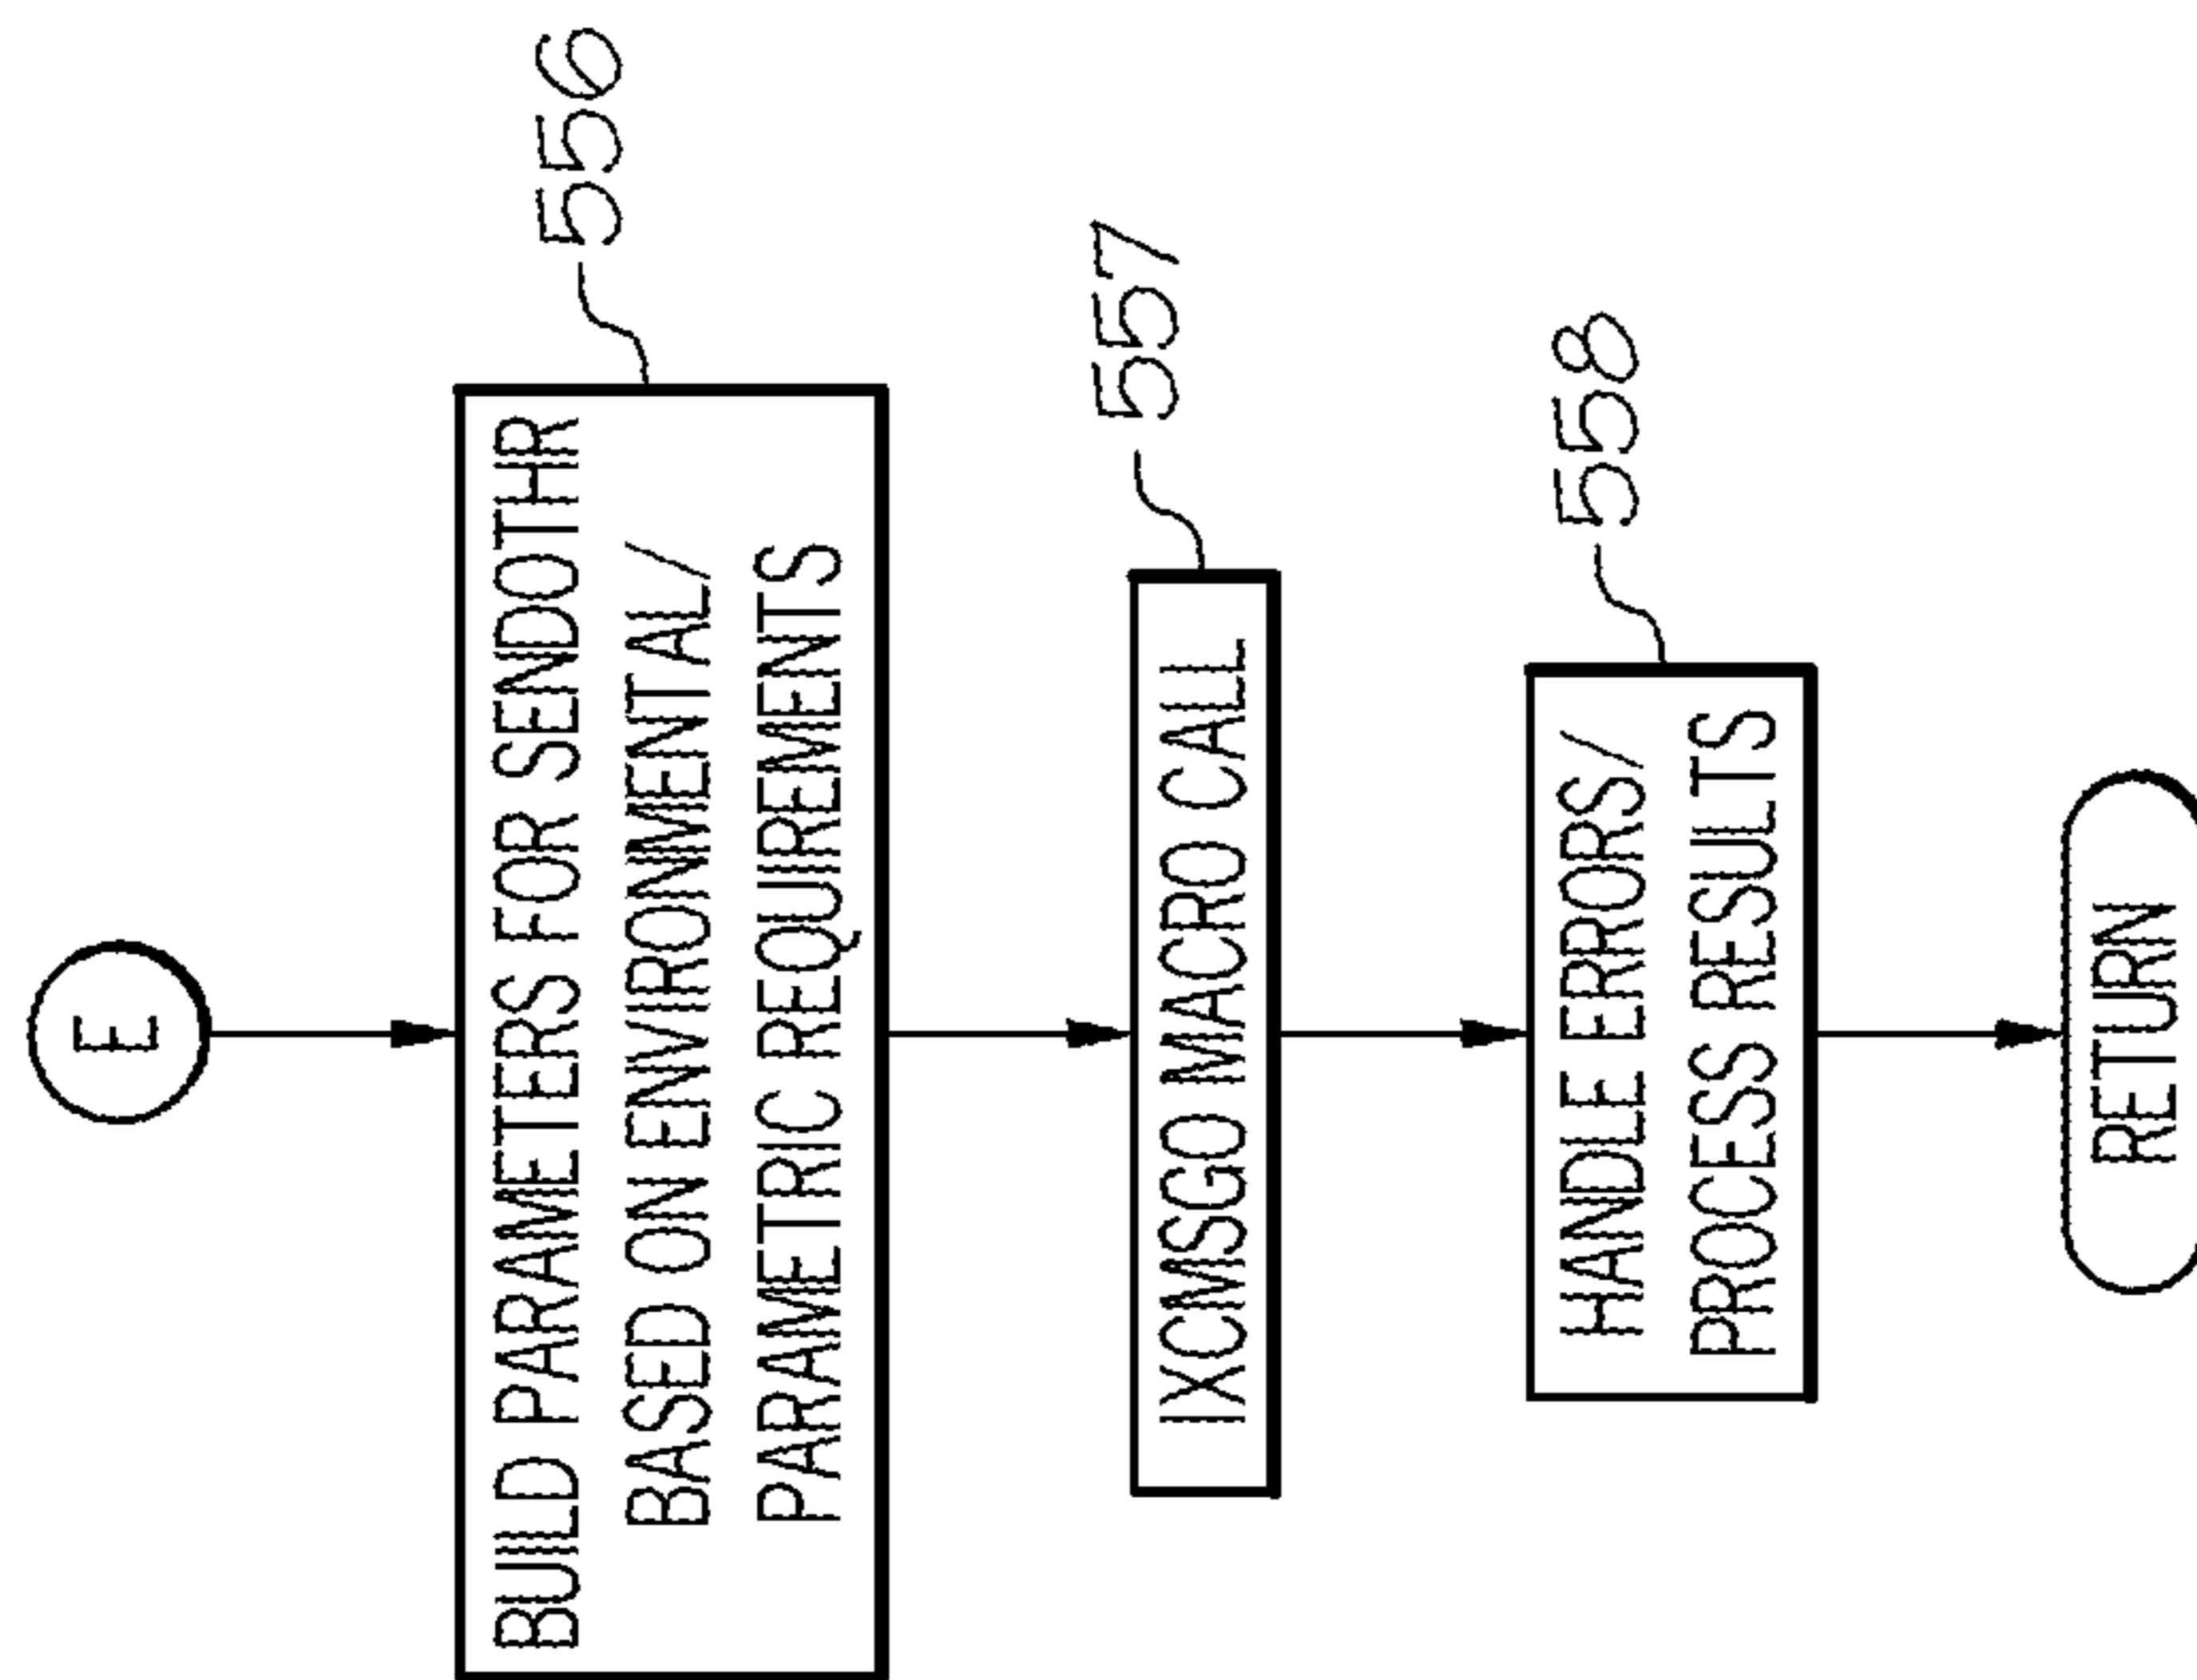 E
BUILD PARAMETERS FOR SENDOTHR
BASED ON ENVIRONMENTAL/
PARAMETRIC REQUIREMENTS
556
IXCMSGO MACRO CALL
557
HANDLE ERRORS/
PROCESS RESULTS
558
RETURN